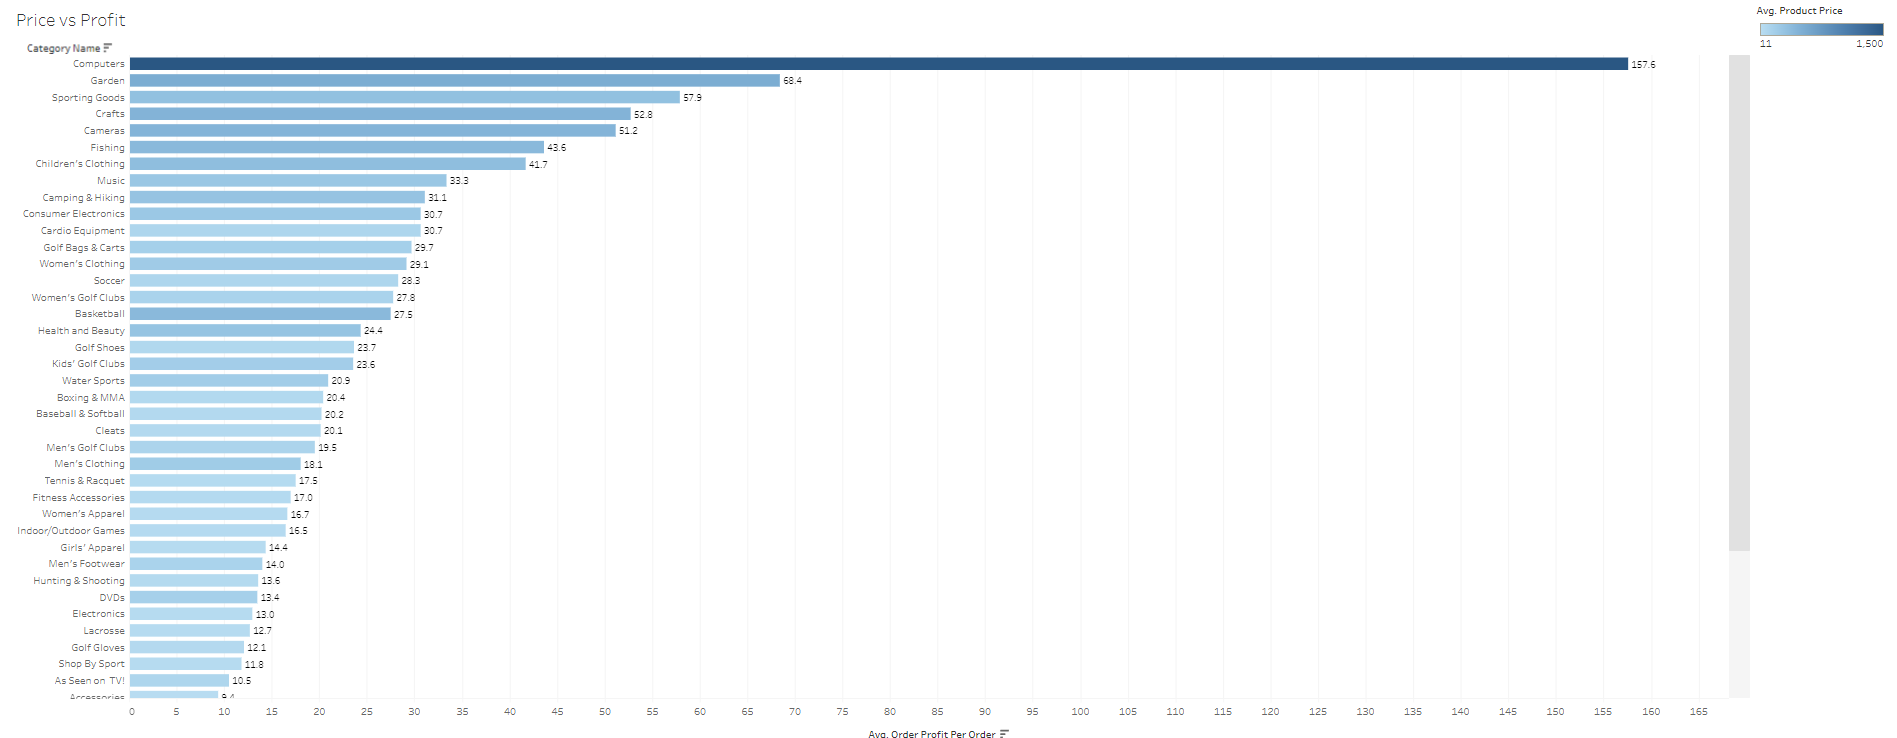 Price vs Profit
Avg. Product Price
11 1,500
Category Name
Computers 157.6
Garden 68.4
Sporting Goods 57.9
Crafts 52.8
Cameras 51.2
Fishing 43.6
Children's Clothing 41.7
Music 33.3
Camping & Hiking 31.1
Consumer Electronics 30.7
Cardio Equipment 30.7
Golf Bags & Carts 29.7
Women's Clothing 29.1
Soccer 28.3
Women's Golf Clubs 27.8
Basketball 27.5
Health and Beauty 24.4
Golf Shoes 23.7
Kids' Golf Clubs 23.6
Water Sports 20.9
Boxing & MMA 20.4
Baseball & Softball 20.2
Cleats 20.1
Men's Golf Clubs 19.5
Men's Clothing 18.1
Tennis & Racquet 17.5
Fitness Accessories 17.0
Women's Apparel 16.7
Indoor/Outdoor Games 16.5
Girls' Apparel 14.4
Men's Footwear 14.0
Hunting & Shooting 13.6
DVDs 13.4
Electronics 13.0
Lacrosse 12.7
Golf Gloves 12.1
Shop By Sport 11.8
As Seen on TV! 10.5
Accessories 9.4
0 5 10 15 20 25 30 35 40 45 50 55 60 65 70 75 80 85 90 95 100 105 110 115 120 125 130 135 140 145 150 155 160 165
Avg. Order Profit Per Order